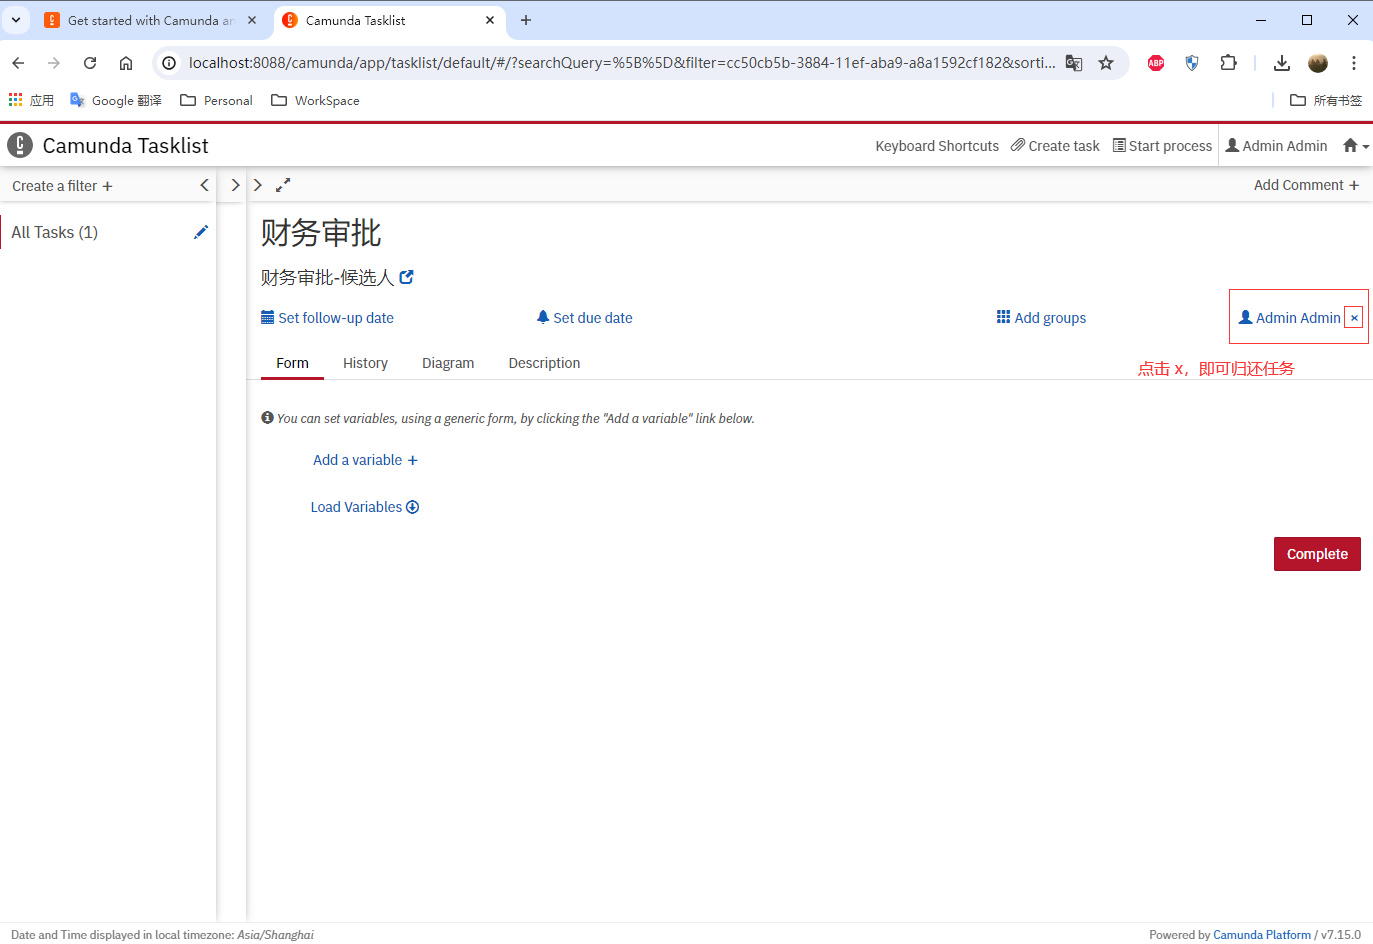 Get started with Camunda an
Camunda Tasklist
localhost:8088/camunda/app/tasklist/default/#/?searchQuery=%5B%5D&filter=cc50cb5b-3884-11ef-aba9-a8a1592cf182&sorti...
ABP
应用
Google 翻译
Personal
WorkSpace
所有书签
Camunda Tasklist
Keyboard Shortcuts
Create task
Start process
Admin Admin
Create a filter +
Add Comment +
All Tasks (1)
财务审批
财务审批-候选人
Set follow-up date
Set due date
Add groups
Admin Admin ×
Form
History
Diagram
Description
点击 x，即可归还任务
You can set variables, using a generic form, by clicking the "Add a variable" link below.
Add a variable +
Load Variables
Complete
Date and Time displayed in local timezone: Asia/Shanghai
Powered by Camunda Platform / v7.15.0